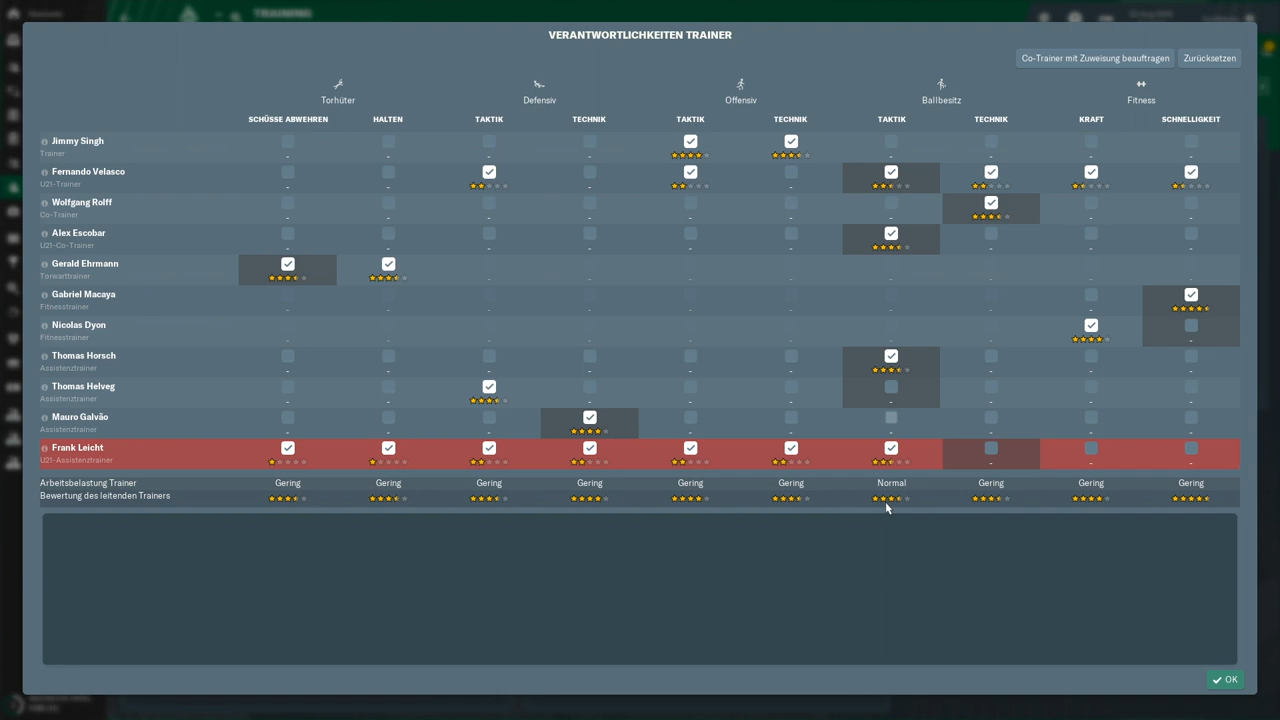 TRAINING
VERANTWORTLICHKEITEN TRAINER
Co-Trainer mit Zuweisung beauftragen Zurücksetzen
Torhüter Defensiv Offensiv Ballbesitz Fitness
SCHÜSSE ABWEHREN HALTEN TAKTIK TECHNIK TAKTIK TECHNIK TAKTIK TECHNIK KRAFT SCHNELLIGKEIT
Jimmy Singh
Trainer
Fernando Velasco
U21-Trainer
Wolfgang Rolff
Co-Trainer
Alex Escobar
U21-Co-Trainer
Gerald Ehrmann
Torwarttrainer
Gabriel Macaya
Fitnesstrainer
Nicolas Dyon
Fitnesstrainer
Thomas Horsch
Assistenztrainer
Thomas Helveg
Assistenztrainer
Mauro Galvão
Assistenztrainer
Frank Leicht
U21-Assistenztrainer
Arbeitsbelastung Trainer Gering Gering Gering Gering Gering Gering Normal Gering Gering Gering
Bewertung des leitenden Trainers
OK